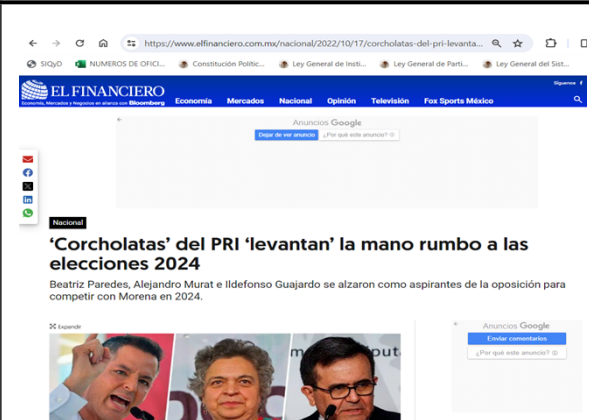 https://www.elfinanciero.com.mx/nacional/2022/10/17/corcholatas-del-pri-levanta...
SIQyD NUMEROS DE OFICI... Constitución Politic... Ley General de Insti... Ley General de Parti... Ley General del Sist...
Síguenos
EL FINANCIERO
Economía, Mercados y Negocios en alianza con Bloomberg
Economía Mercados Nacional Opinión Televisión Fox Sports México
Anuncios Google
Dejar de ver anuncio ¿Por qué este anuncio?
Nacional
‘Corcholatas’ del PRI ‘levantan’ la mano rumbo a las
elecciones 2024
Beatriz Paredes, Alejandro Murat e Ildefonso Guajardo se alzaron como aspirantes de la oposición para
competir con Morena en 2024.
Expandir
Anuncios Google
Enviar comentarios
¿Por qué este anuncio?